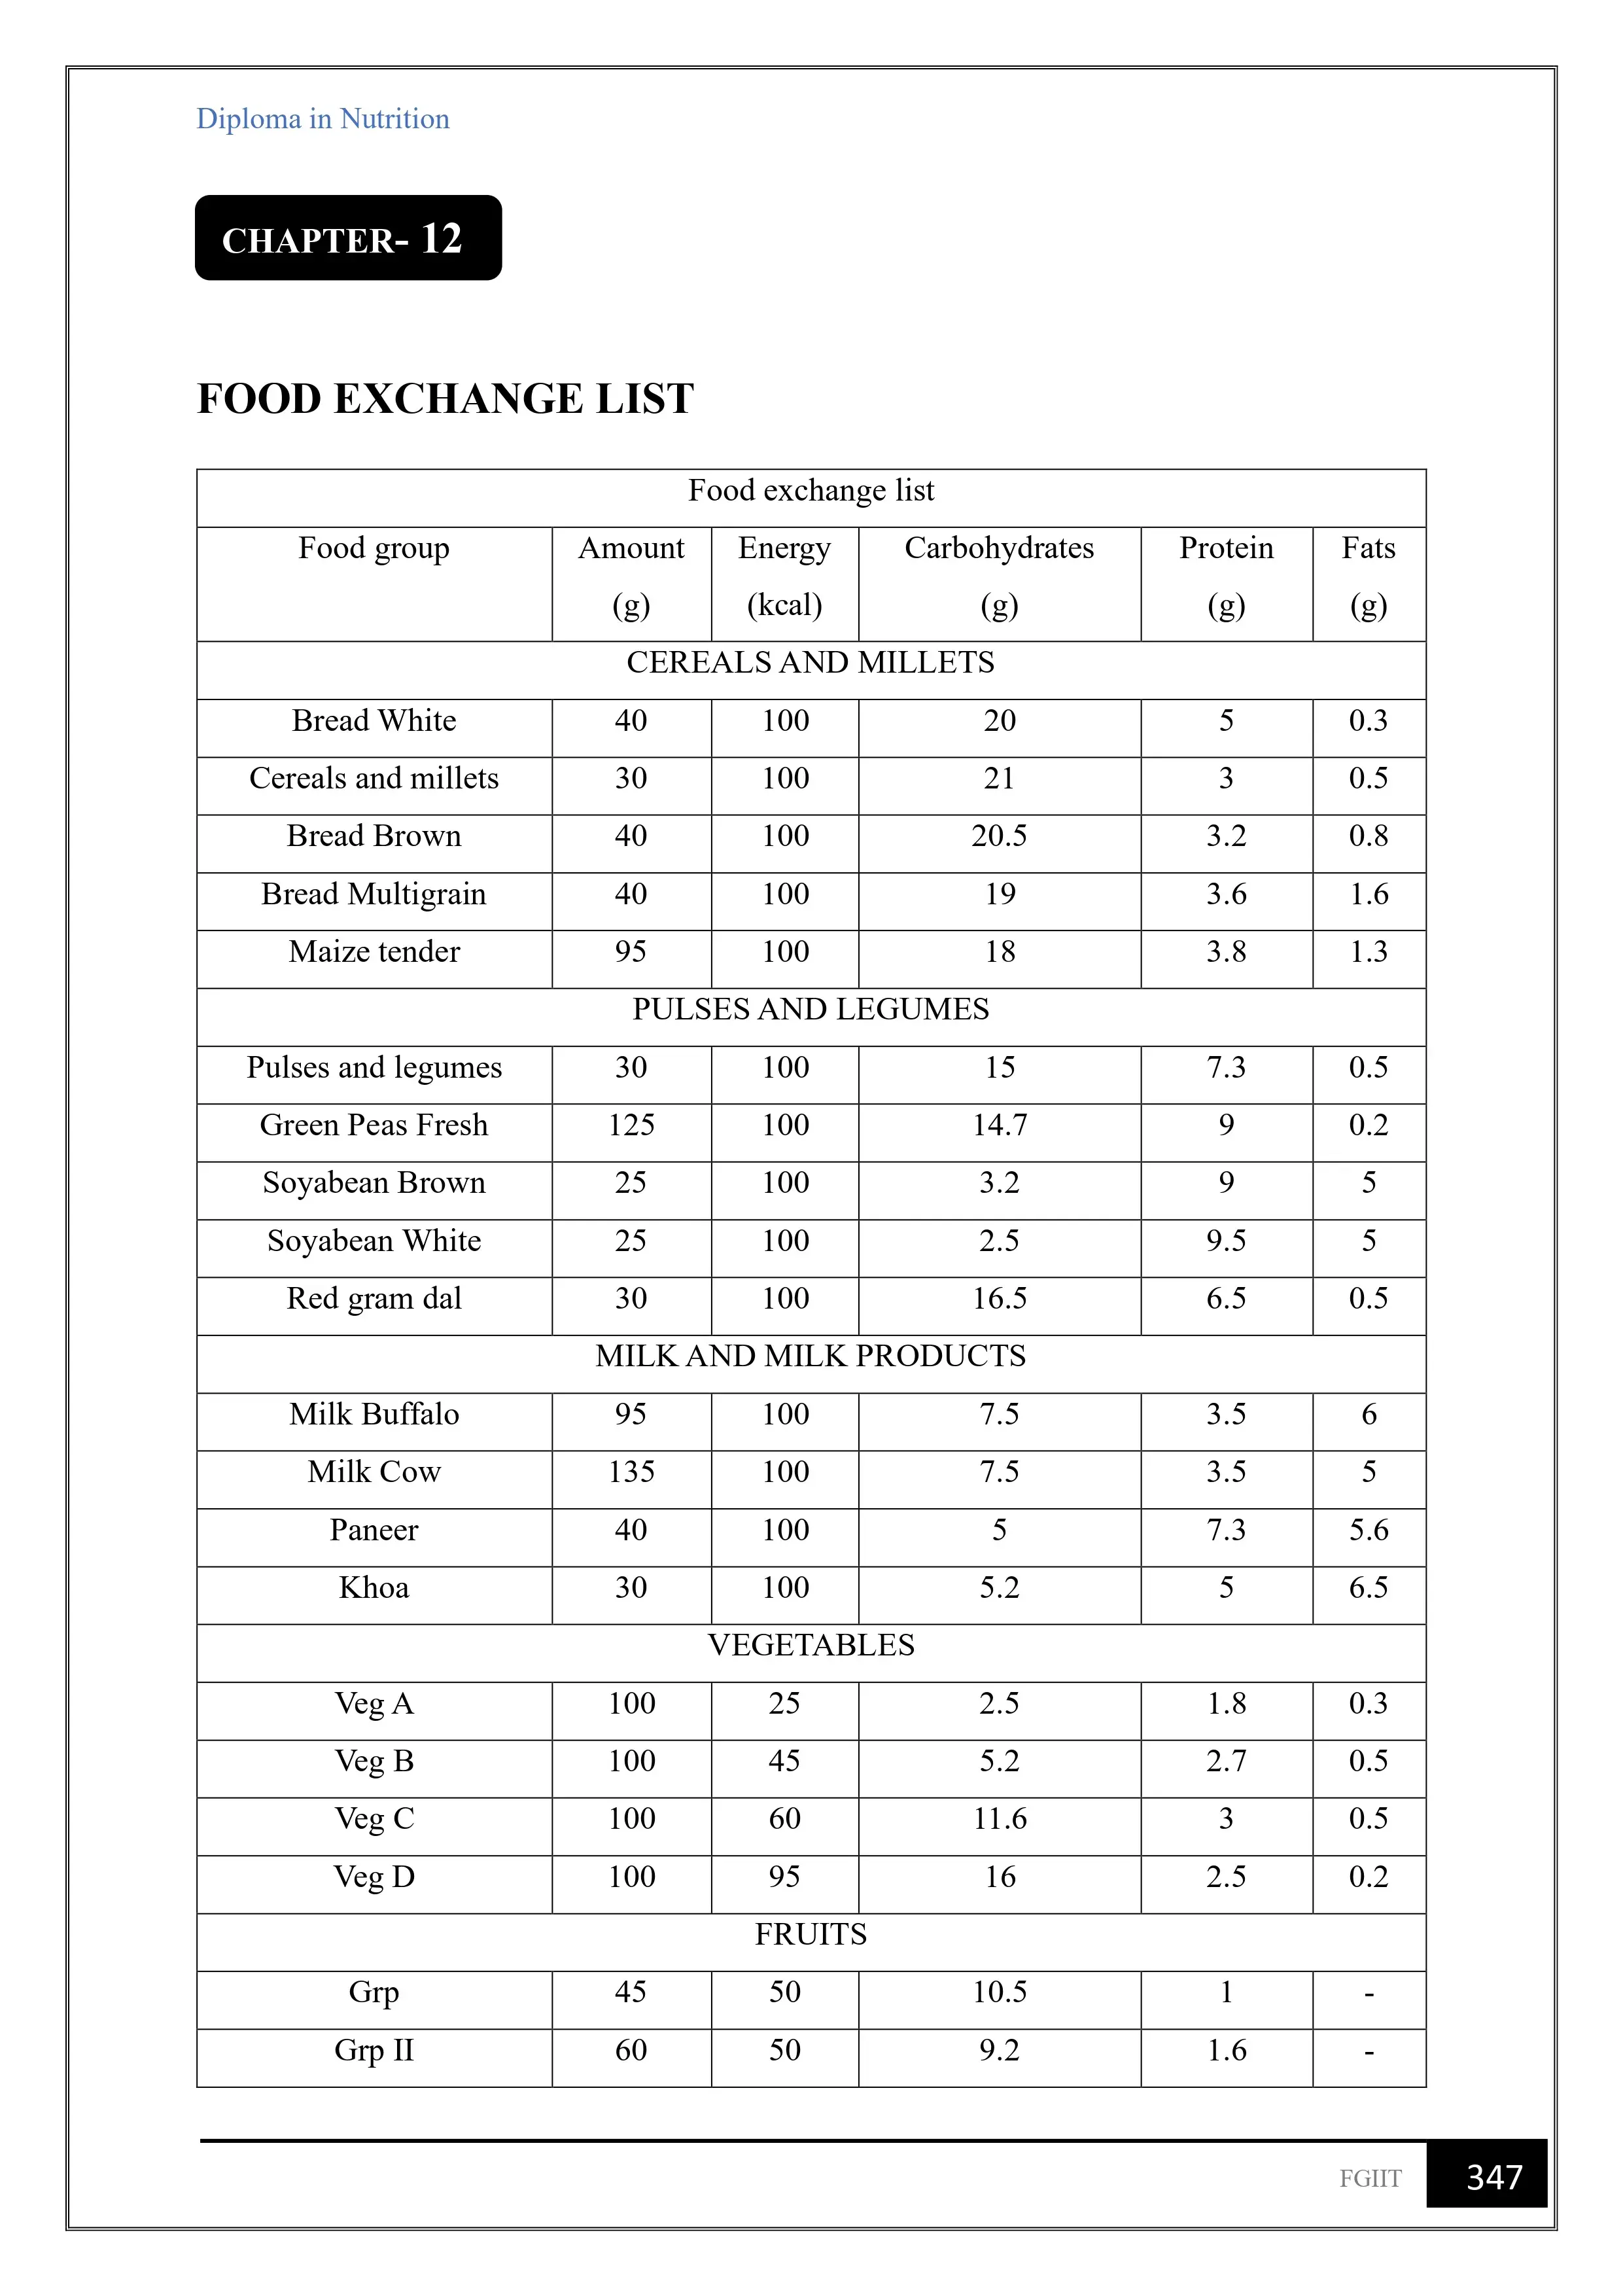 Diploma in Nutrition
CHAPTER- 12
FOOD EXCHANGE LIST
Food exchange list
Food group Amount (g) Energy (kcal) Carbohydrates (g) Protein (g) Fats (g)
CEREALS AND MILLETS
Bread White 40 100 20 5 0.3
Cereals and millets 30 100 21 3 0.5
Bread Brown 40 100 20.5 3.2 0.8
Bread Multigrain 40 100 19 3.6 1.6
Maize tender 95 100 18 3.8 1.3
PULSES AND LEGUMES
Pulses and legumes 30 100 15 7.3 0.5
Green Peas Fresh 125 100 14.7 9 0.2
Soyabean Brown 25 100 3.2 9 5
Soyabean White 25 100 2.5 9.5 5
Red gram dal 30 100 16.5 6.5 0.5
MILK AND MILK PRODUCTS
Milk Buffalo 95 100 7.5 3.5 6
Milk Cow 135 100 7.5 3.5 5
Paneer 40 100 5 7.3 5.6
Khoa 30 100 5.2 5 6.5
VEGETABLES
Veg A 100 25 2.5 1.8 0.3
Veg B 100 45 5.2 2.7 0.5
Veg C 100 60 11.6 3 0.5
Veg D 100 95 16 2.5 0.2
FRUITS
Grp 45 50 10.5 1 -
Grp II 60 50 9.2 1.6 -
FGIIT 347